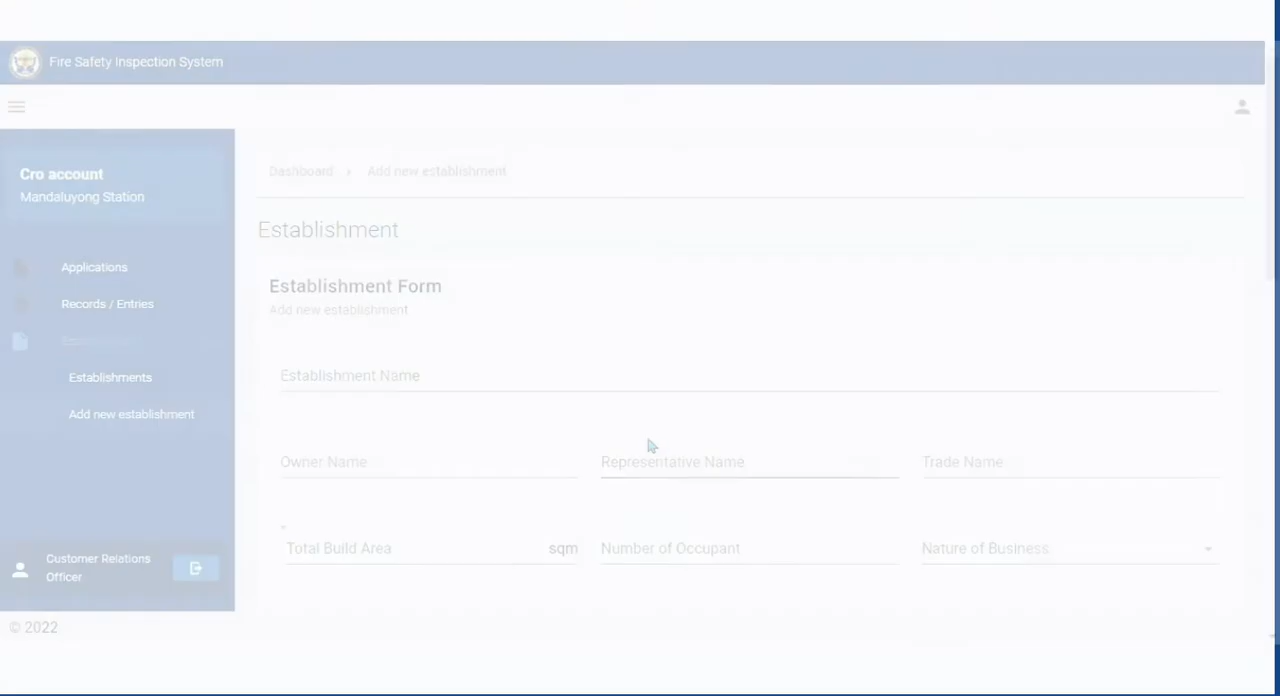 Fire Safety Inspection System
Cro account
Mandaluyong Station
Dashboard › Add new establishment
Establishment
Applications
Establishment Form
Records / Entries
Add new establishment
Establishments
Establishment Name
Add new establishment
Owner Name Representative Name Trade Name
Total Build Area sqm Number of Occupant Nature of Business
Customer Relations
Officer
© 2022